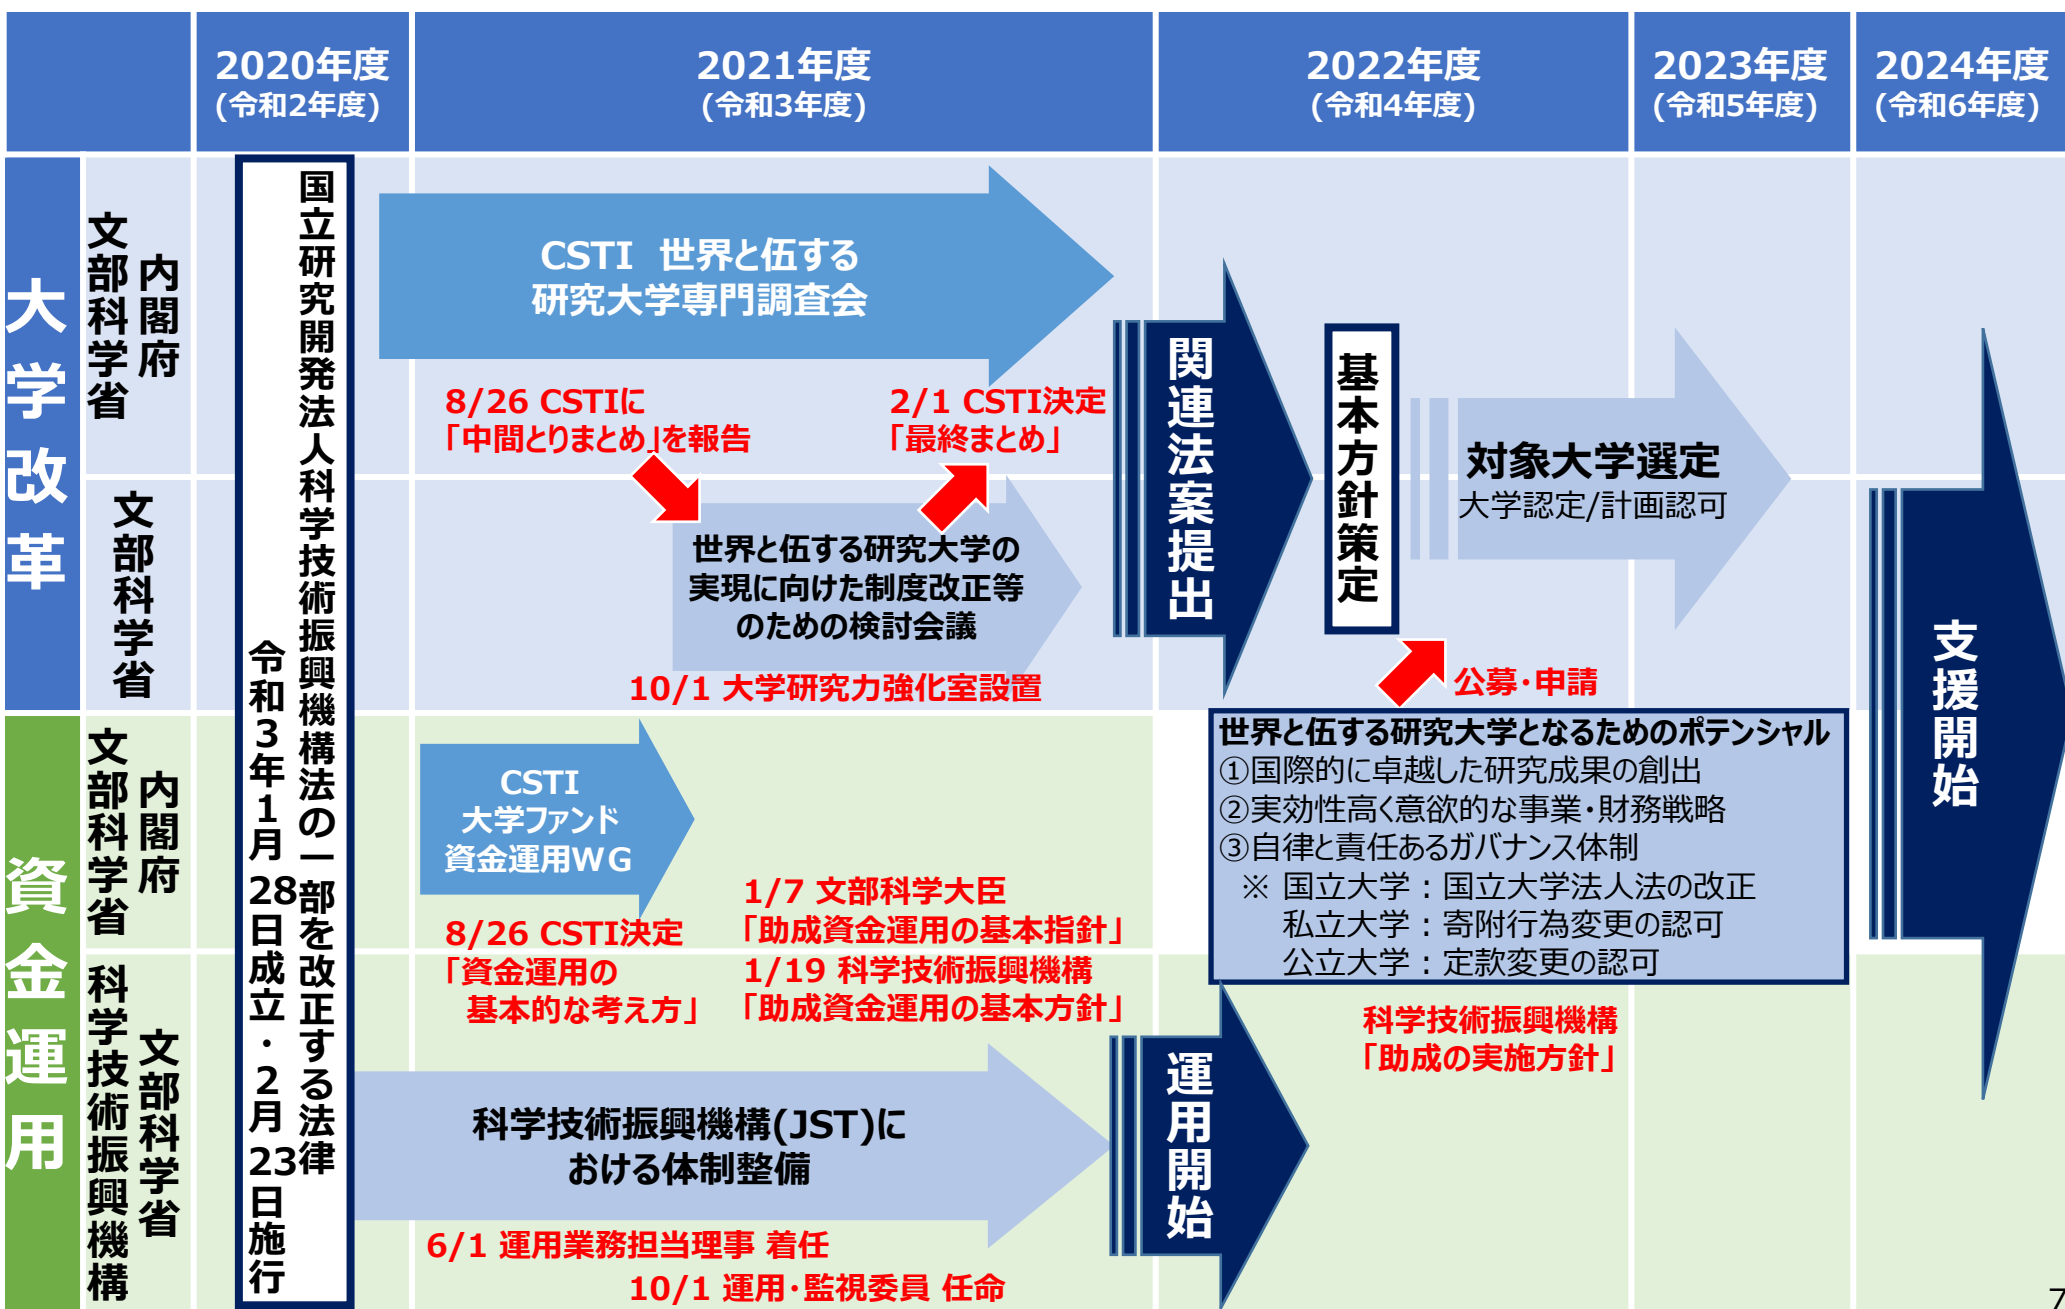 2020年度
(令和2年度)
2021年度
(令和3年度)
2022年度
(令和4年度)
2023年度
(令和5年度)
2024年度
(令和6年度)
大学改革
内閣府
文部科学省
文部科学省
国立研究開発法人科学技術振興機構法の一部を改正する法律
令和3年1月28日成立・2月23日施行
CSTI 世界と伍する
研究大学専門調査会
8/26 CSTIに
「中間とりまとめ」を報告
2/1 CSTI決定
「最終まとめ」
世界と伍する研究大学の
実現に向けた制度改正等
のための検討会議
10/1 大学研究力強化室設置
関連法案提出
基本方針策定
対象大学選定
大学認定/計画認可
公募・申請
支援開始
世界と伍する研究大学となるためのポテンシャル
①国際的に卓越した研究成果の創出
②実効性高く意欲的な事業・財務戦略
③自律と責任あるガバナンス体制
※ 国立大学：国立大学法人法の改正
私立大学：寄附行為変更の認可
公立大学：定款変更の認可
資金運用
内閣府
文部科学省
文部科学省
科学技術振興機構
CSTI
大学ファンド
資金運用WG
8/26 CSTI決定
「資金運用の
基本的な考え方」
1/7 文部科学大臣
「助成資金運用の基本指針」
1/19 科学技術振興機構
「助成資金運用の基本方針」
科学技術振興機構(JST)に
おける体制整備
6/1 運用業務担当理事 着任
10/1 運用・監視委員 任命
運用開始
科学技術振興機構
「助成の実施方針」
7